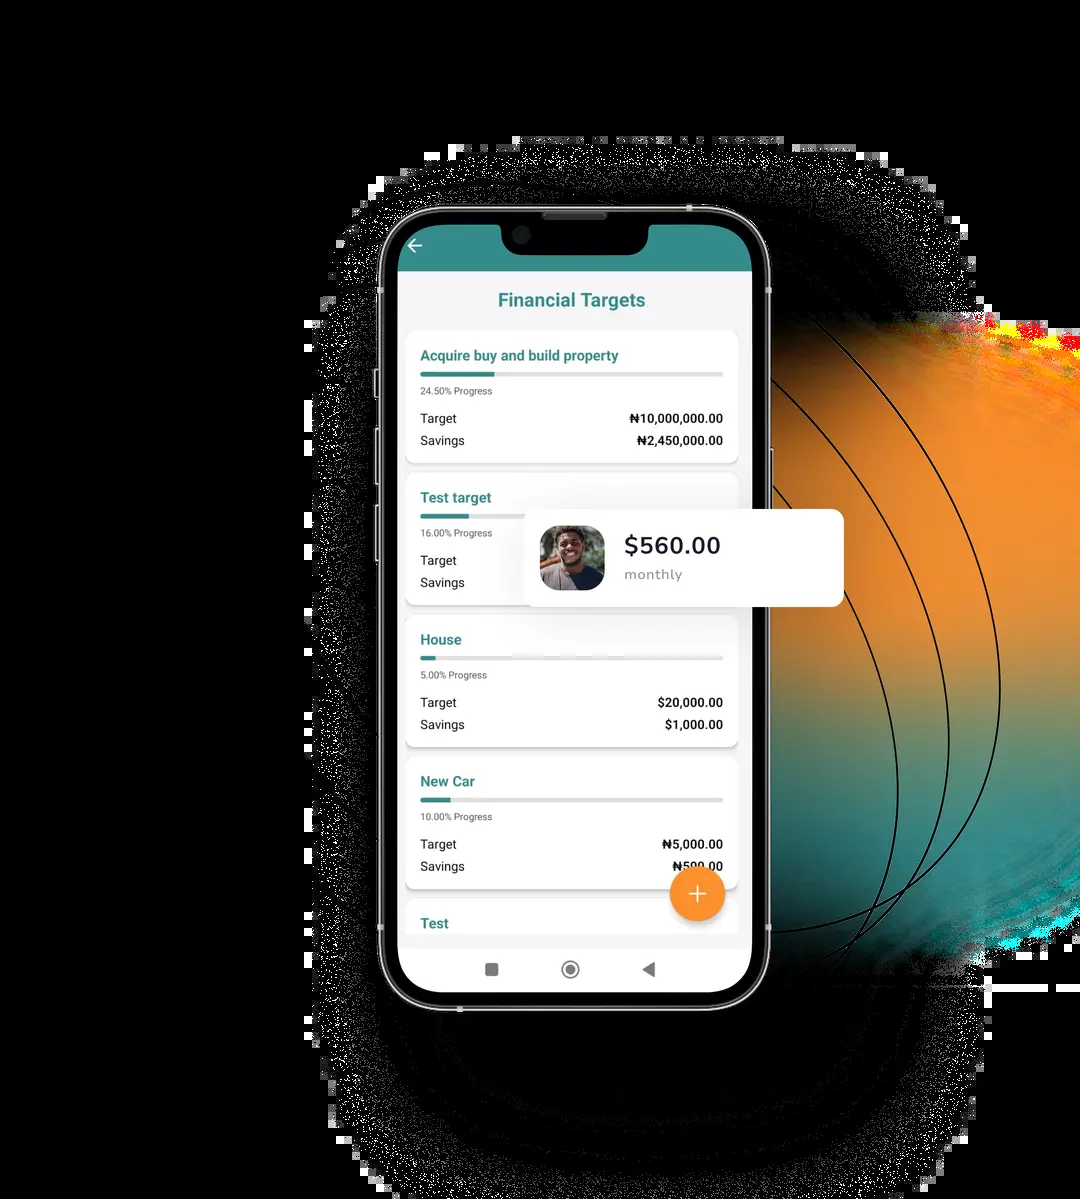 Financial Targets
Acquire buy and build property
24.50% Progress
Target ₦10,000,000.00
Savings ₦2,450,000.00
Test target
16.00% Progress
Target
Savings
$560.00
monthly
House
5.00% Progress
Target $20,000.00
Savings $1,000.00
New Car
10.00% Progress
Target ₦5,000.00
Savings ₦500.00
Test